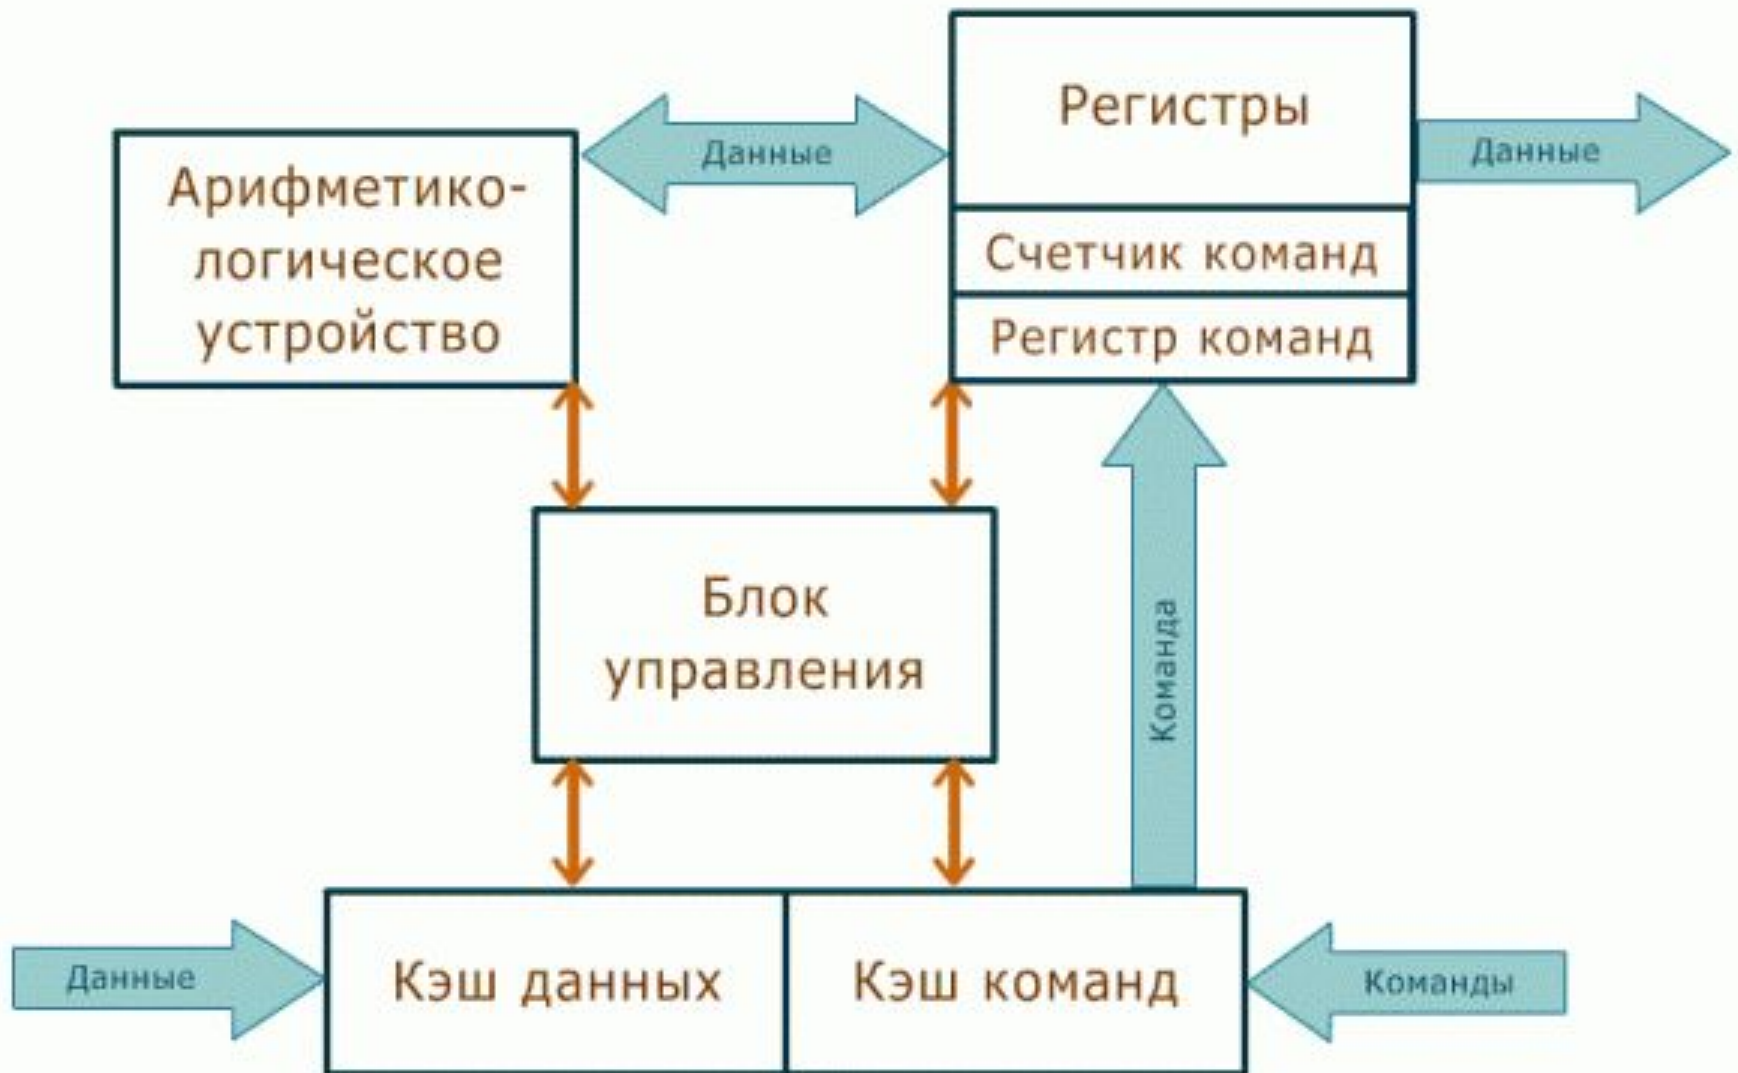 Регистры
Данные
Данные
Арифметико-
логическое
устройство
Счетчик команд
Регистр команд
Блок
управления
Команда
Данные
Кэш данных
Кэш команд
Команды